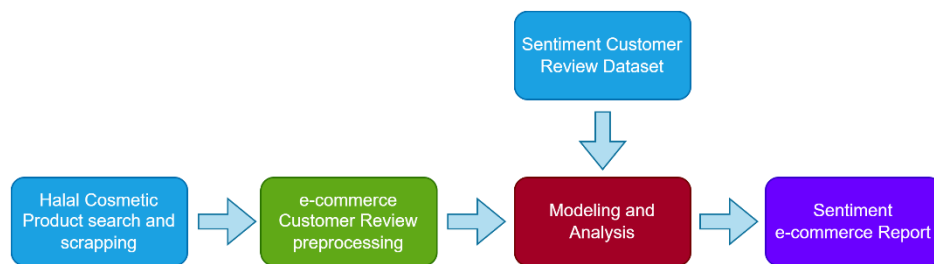 Sentiment Customer
Review Dataset
Halal Cosmetic
Product search and
scrapping
e-commerce
Customer Review
preprocessing
Modeling and
Analysis
Sentiment
e-commerce Report